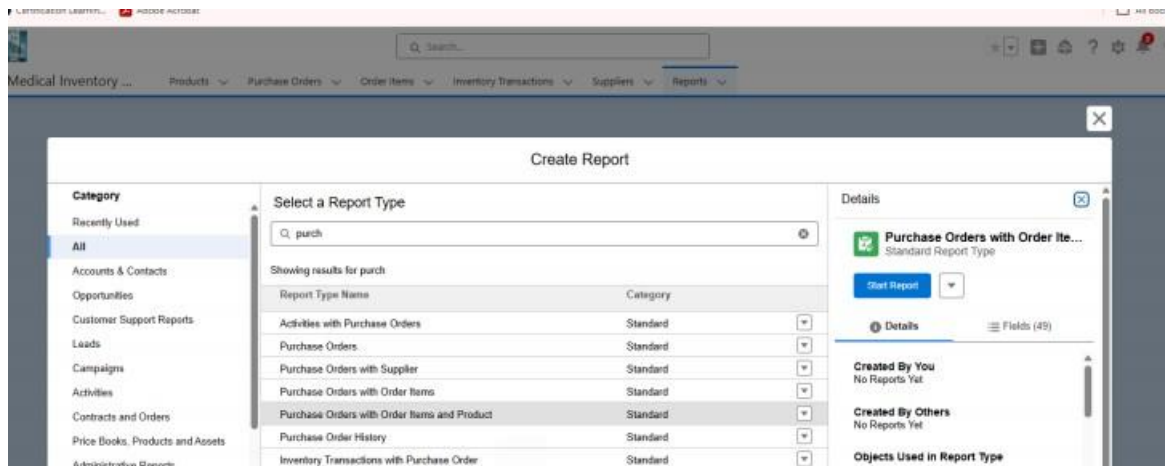 Adobe Acrobat
All Boo
Search...
2
Medical Inventory ... Products Purchase Orders Order Items Inventory Transactions Suppliers Reports
Create Report
Category
Recently Used
All
Accounts & Contacts
Opportunities
Customer Support Reports
Leads
Campaigns
Activities
Contracts and Orders
Price Books, Products and Assets
Administrative Reports
Select a Report Type
purch
Showing results for purch
Report Type Name Category
Activities with Purchase Orders Standard
Purchase Orders Standard
Purchase Orders with Supplier Standard
Purchase Orders with Order Items Standard
Purchase Orders with Order Items and Product Standard
Purchase Order History Standard
Inventory Transactions with Purchase Order Standard
Details
Purchase Orders with Order Ite...
Standard Report Type
Start Report
Details Fields (49)
Created By You
No Reports Yet
Created By Others
No Reports Yet
Objects Used in Report Type